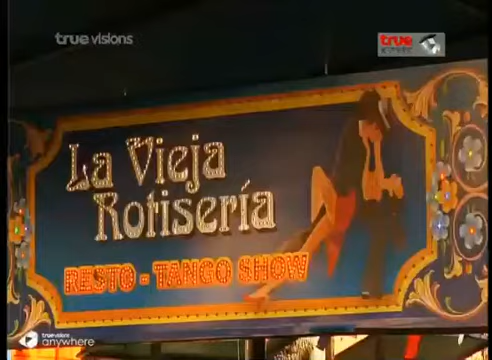 truevisions
true
La Vieja
Rotisería
RESTO - TANGO SHOW
truevisions
anywhere